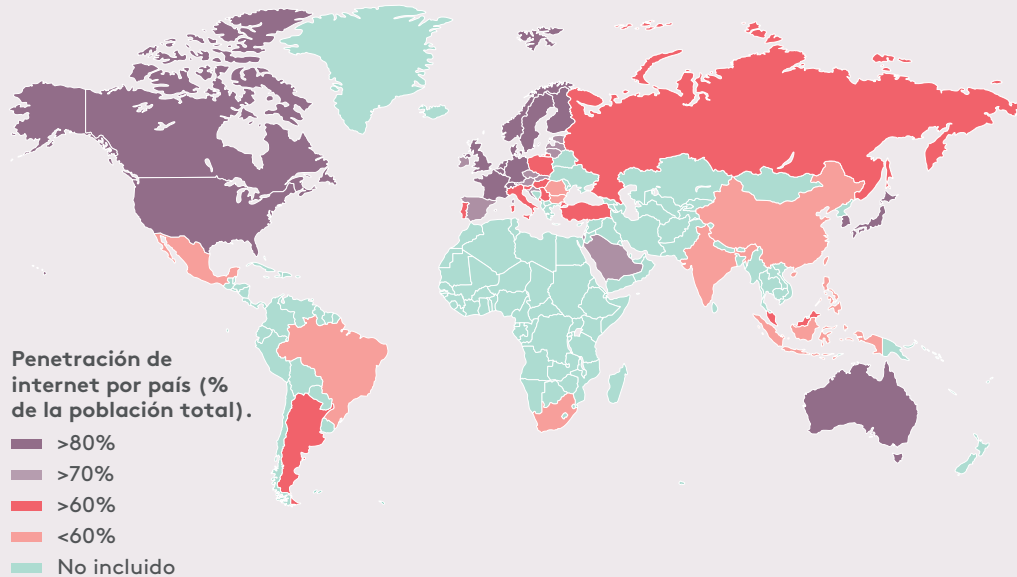 Penetración de
internet por país (%
de la población total).
>80%
>70%
>60%
<60%
No incluido